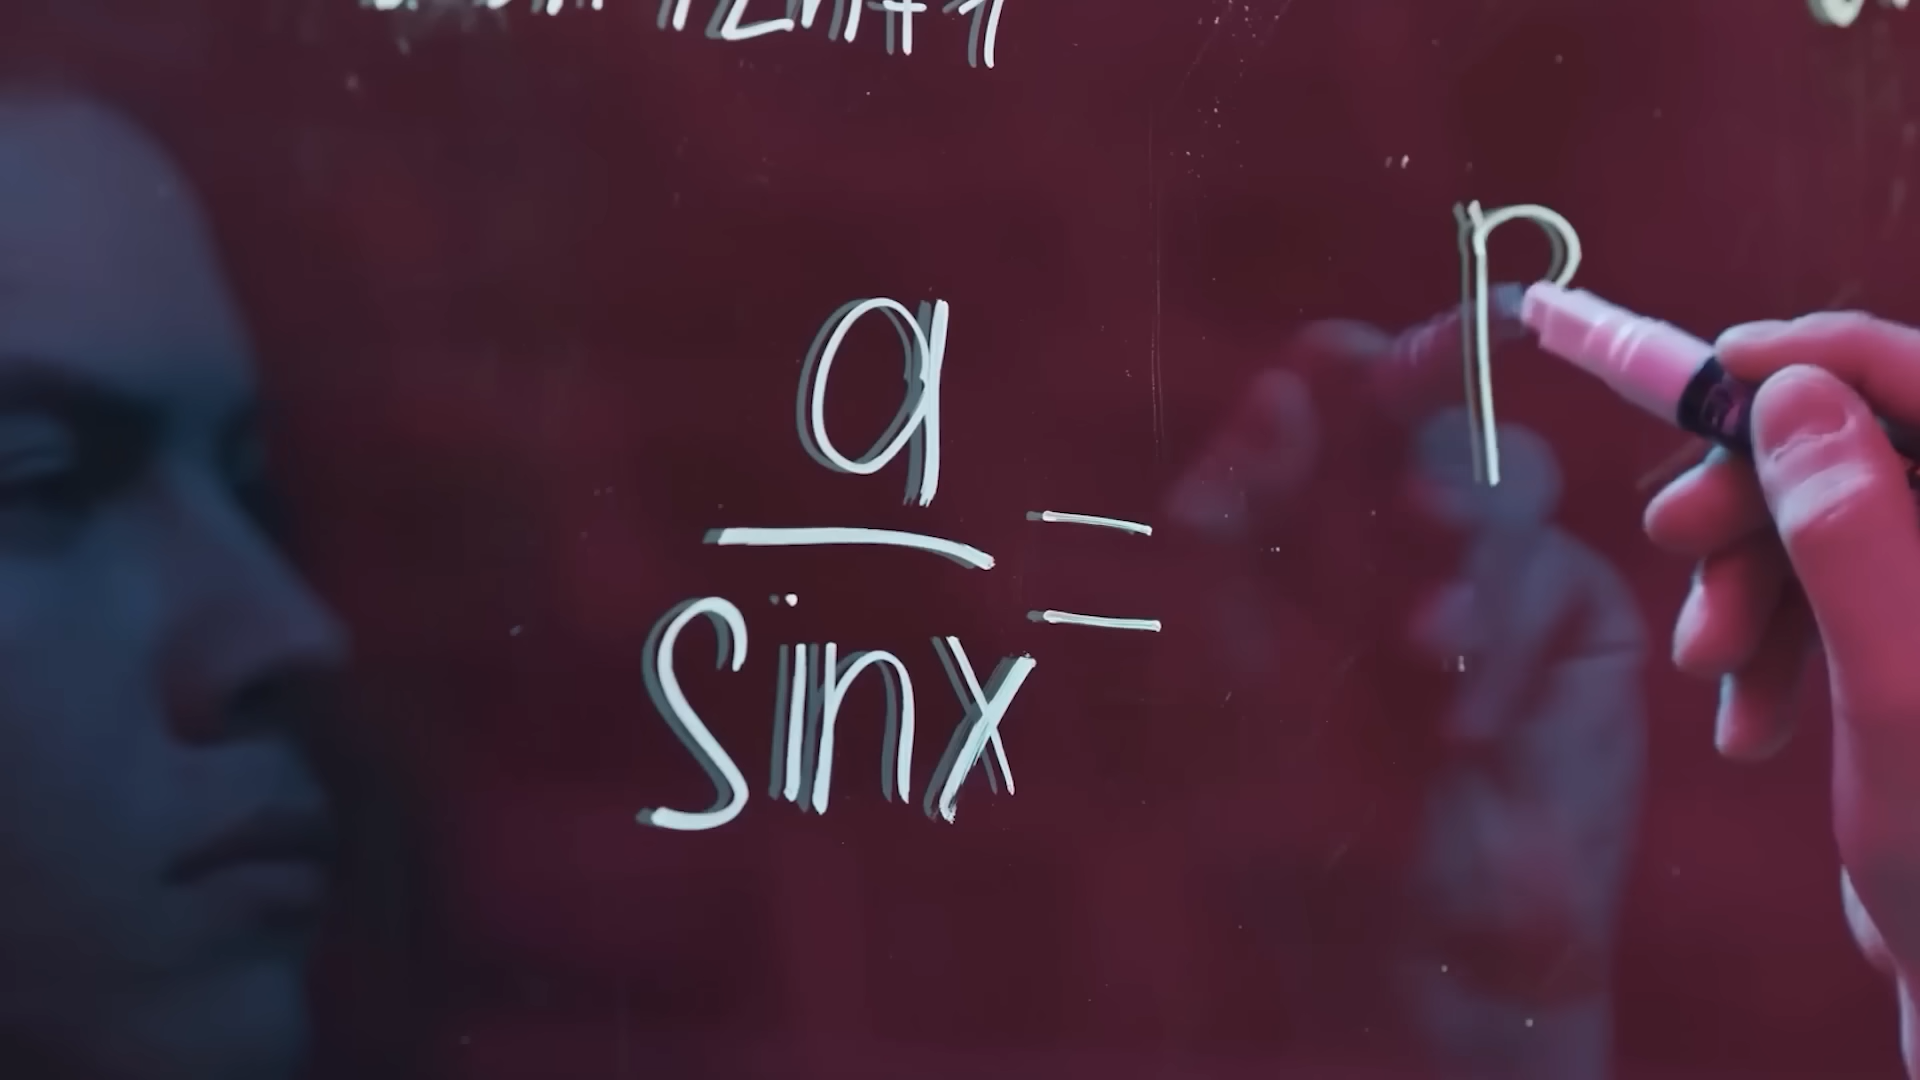 a
sinx =
P